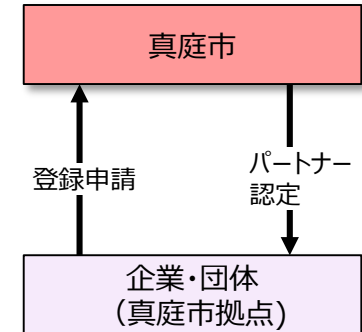 真庭市
登録申請
パートナー
認定
企業・団体
（真庭市拠点)